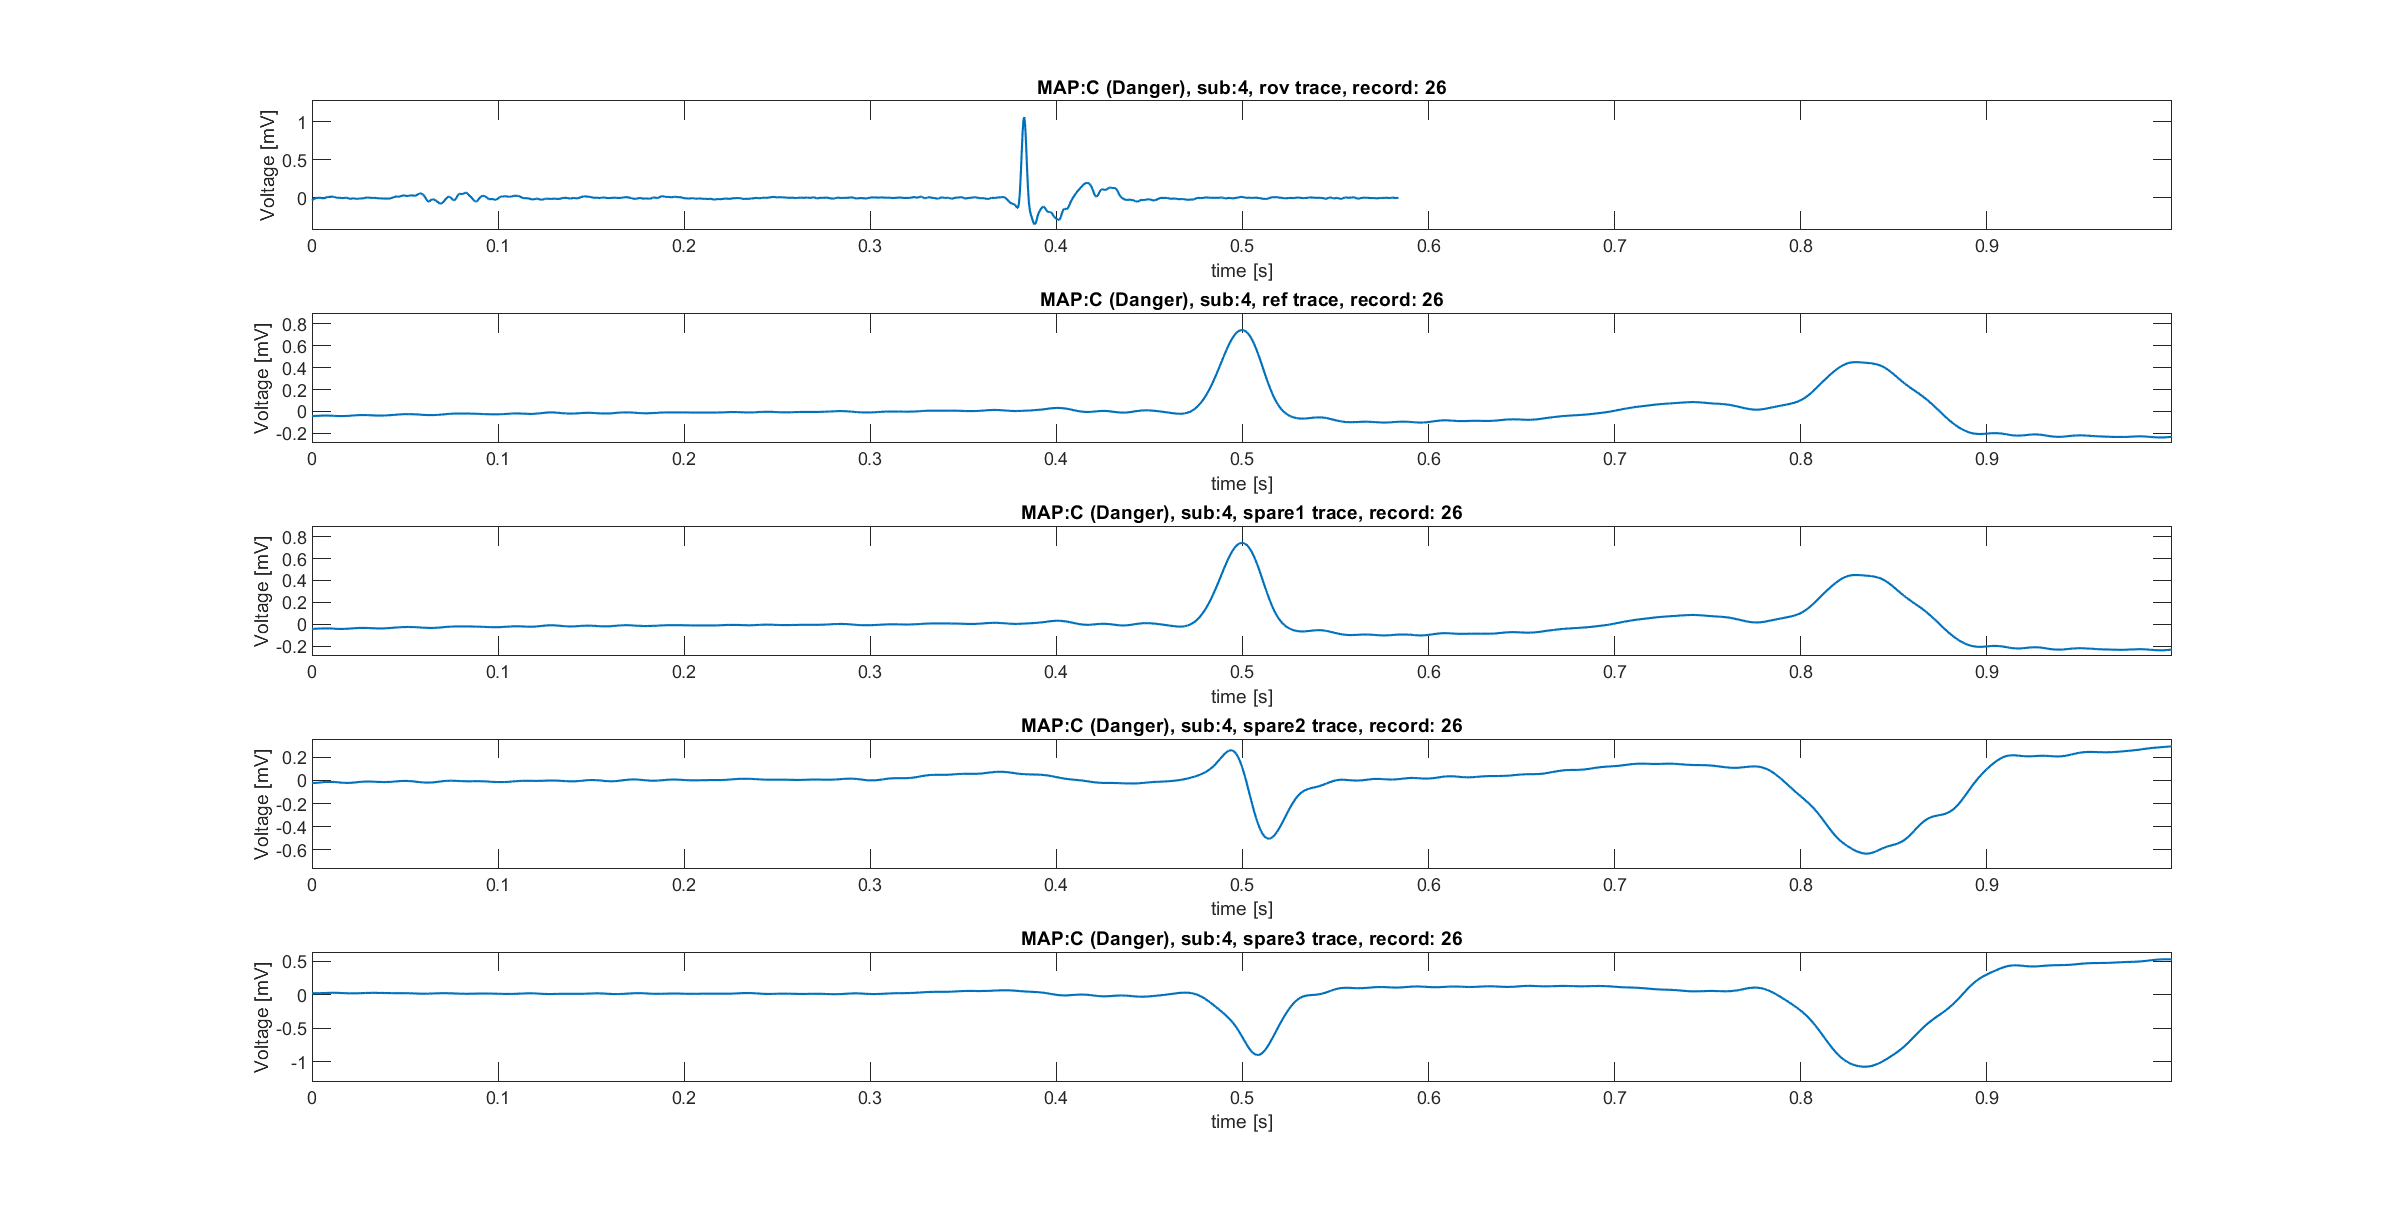 MAP:C (Danger), sub:4, rov trace, record: 26
Voltage [mV]
1
0.5
0
0 0.1 0.2 0.3 0.4 0.5 0.6 0.7 0.8 0.9
time [s]
MAP:C (Danger), sub:4, ref trace, record: 26
Voltage [mV]
0.8
0.6
0.4
0.2
0
-0.2
0 0.1 0.2 0.3 0.4 0.5 0.6 0.7 0.8 0.9
time [s]
MAP:C (Danger), sub:4, spare1 trace, record: 26
Voltage [mV]
0.8
0.6
0.4
0.2
0
-0.2
0 0.1 0.2 0.3 0.4 0.5 0.6 0.7 0.8 0.9
time [s]
MAP:C (Danger), sub:4, spare2 trace, record: 26
Voltage [mV]
0.2
0
-0.2
-0.4
-0.6
0 0.1 0.2 0.3 0.4 0.5 0.6 0.7 0.8 0.9
time [s]
MAP:C (Danger), sub:4, spare3 trace, record: 26
Voltage [mV]
0.5
0
-0.5
-1
0 0.1 0.2 0.3 0.4 0.5 0.6 0.7 0.8 0.9
time [s]